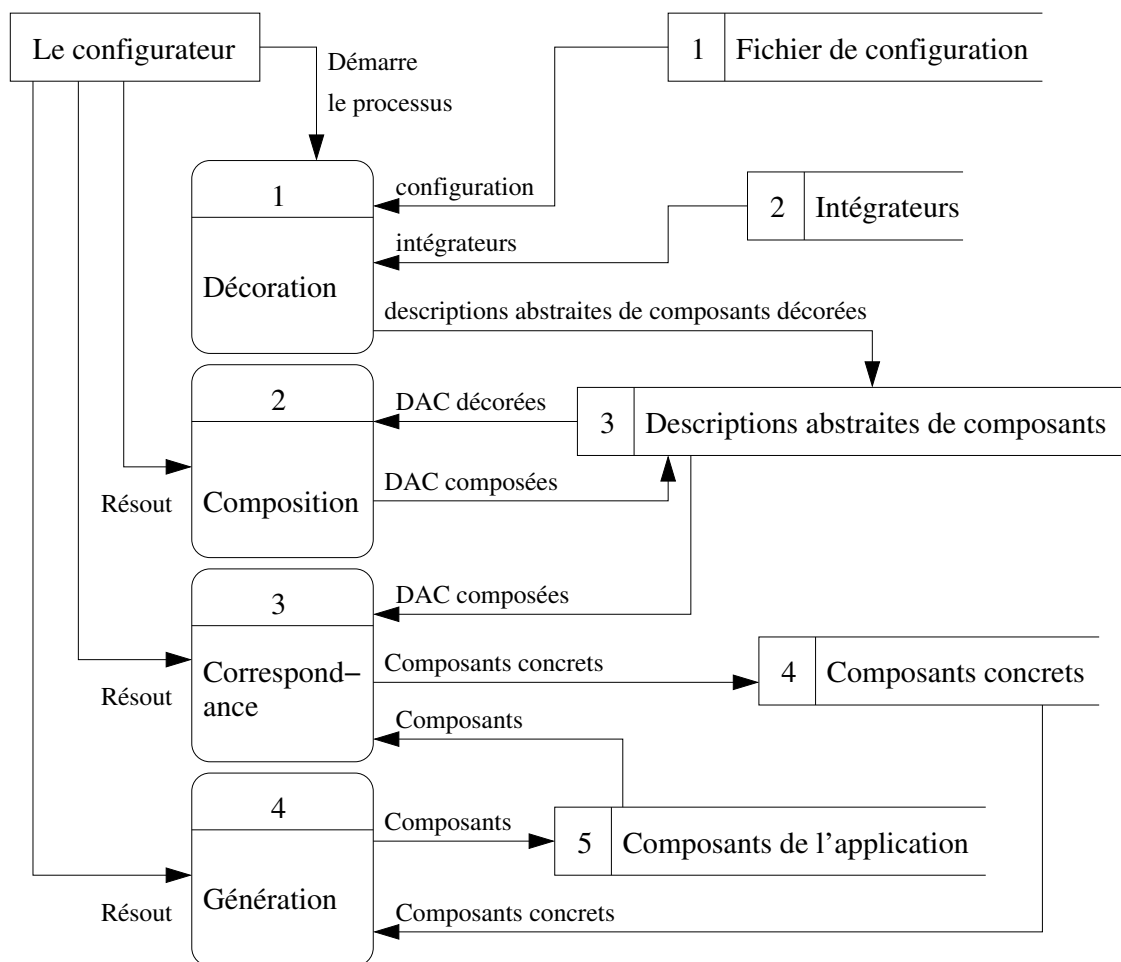 Le configurateur
Démarre
le processus
1 Fichier de configuration
1
configuration
2 Intégrateurs
intégrateurs
Décoration
descriptions abstraites de composants décorées
2
DAC décorées
3 Descriptions abstraites de composants
Résout
Composition
DAC composées
3
DAC composées
Résout
Correspond–
ance
Composants concrets
4 Composants concrets
Composants
4
Composants
5 Composants de l'application
Résout
Génération
Composants concrets